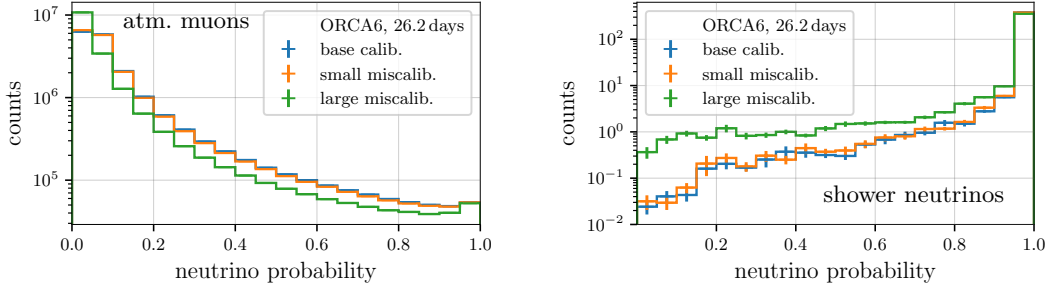 atm. muons
ORCA6, 26.2 days
base calib.
small miscalib.
large miscalib.
counts
10^7
10^6
10^5
0.0 0.2 0.4 0.6 0.8 1.0
neutrino probability
ORCA6, 26.2 days
base calib.
small miscalib.
large miscalib.
shower neutrinos
counts
10^2
10^1
10^0
10^−1
10^−2
0.2 0.4 0.6 0.8 1.0
neutrino probability